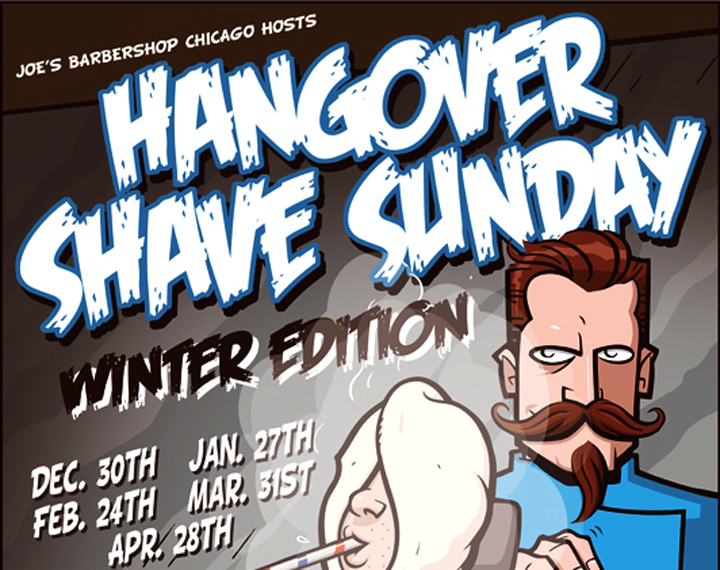 JOE'S BARBERSHOP CHICAGO HOSTS
HANGOVER
SHAVE SUNDAY
WINTER EDITION
DEC. 30TH JAN. 27TH
FEB. 24TH MAR. 31ST
APR. 28TH